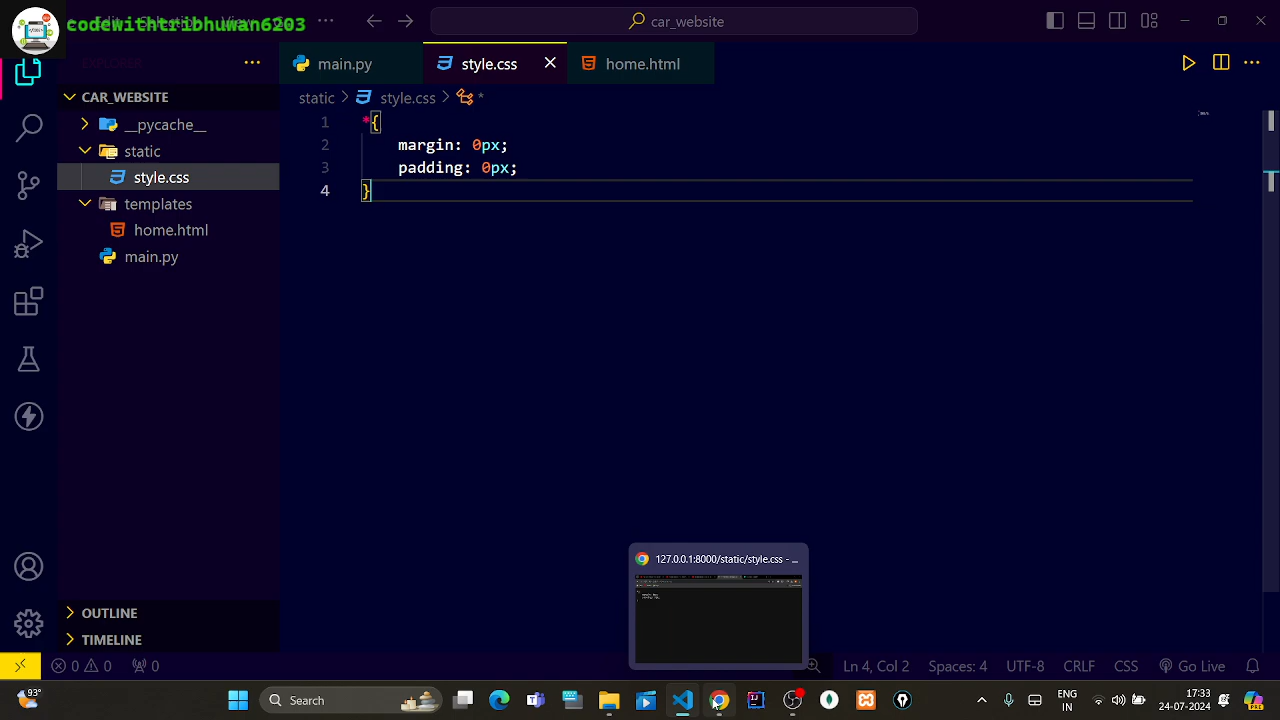 codewithtribhuwan6203
car_website
EXPLORER
main.py
style.css
home.html
CAR_WEBSITE
static > style.css > *
__pycache__
static
style.css
templates
home.html
main.py
1 *{
2 margin: 0px;
3 padding: 0px;
4 }
127.0.0.1:8000/static/style.css - ...
OUTLINE
TIMELINE
0 0 0
Ln 4, Col 2
Spaces: 4
UTF-8
CRLF
CSS
Go Live
93°
Search
ENG
IN
17:33
24-07-2024